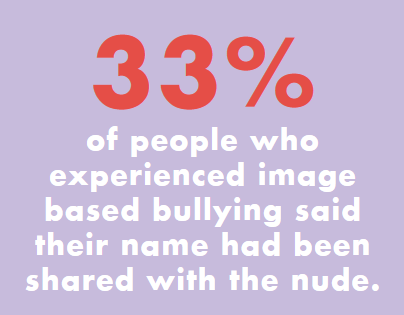 33%
of people who
experienced image
based bullying said
their name had been
shared with the nude.